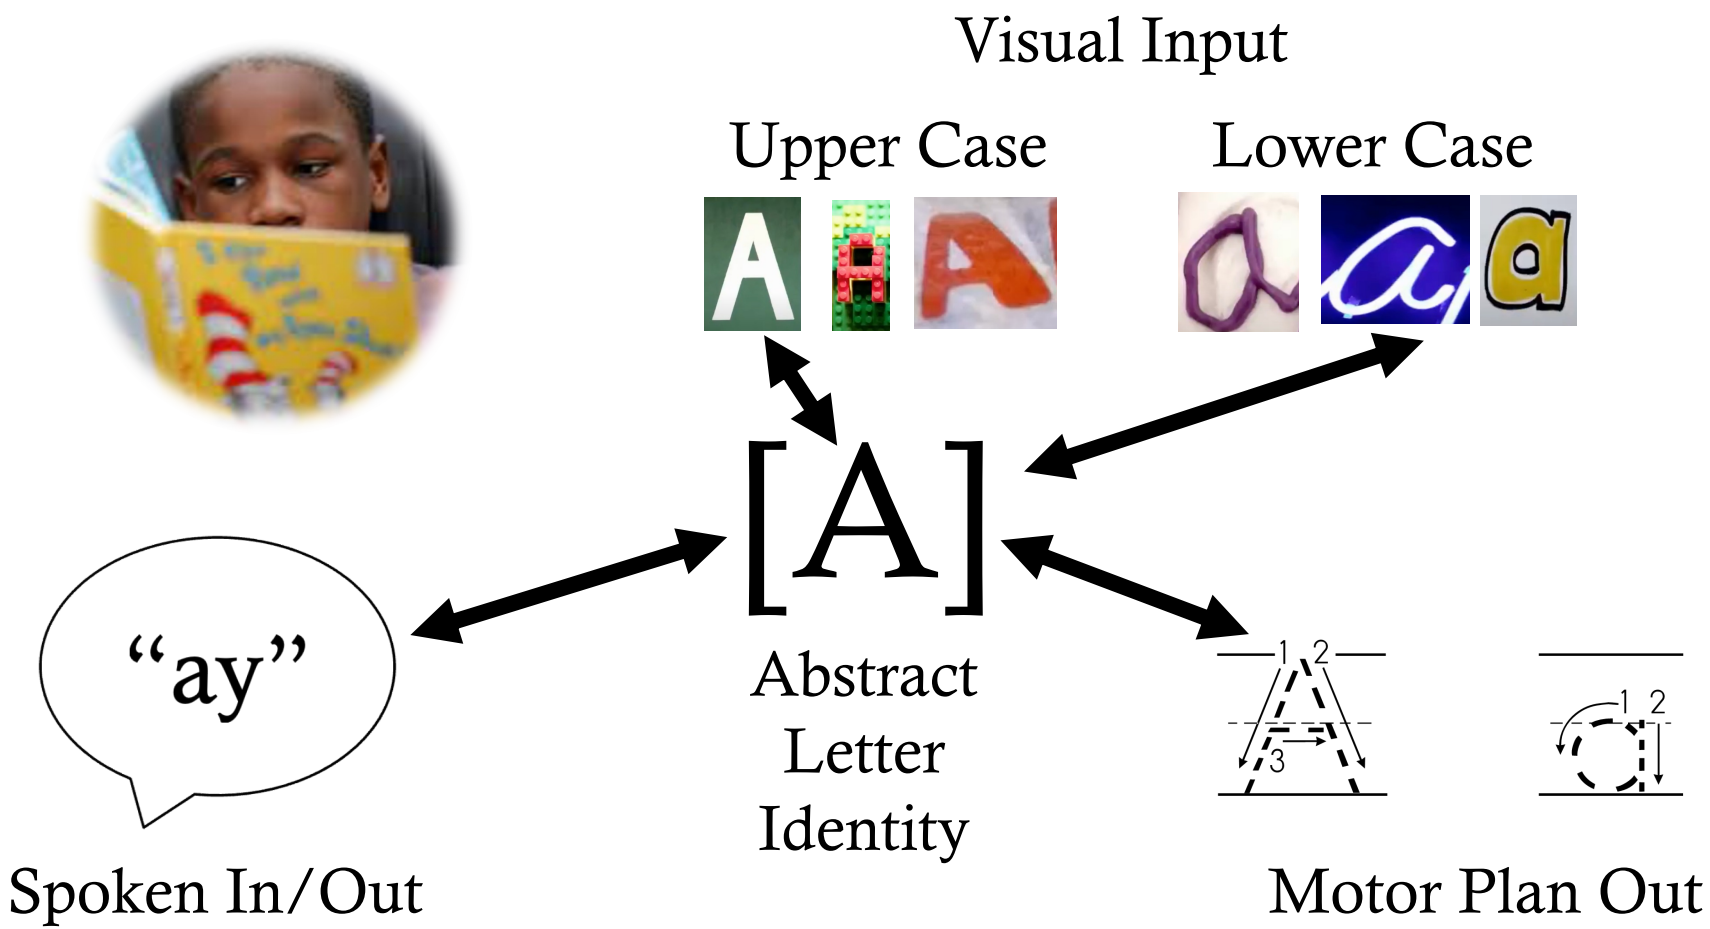 Visual Input
Upper Case
Lower Case
A
A
A
a
a
a
[A]
Abstract
Letter
Identity
“ay”
Spoken In/Out
1 2
3
1 2
Motor Plan Out